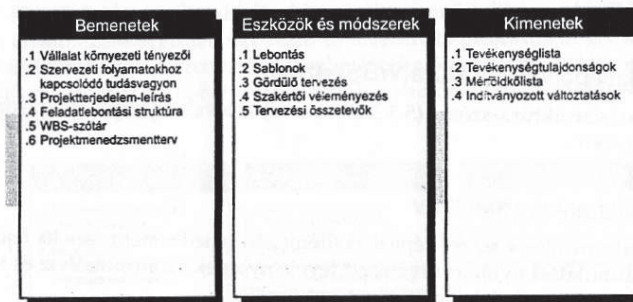 Bemenetek
.1 Vállalat környezeti tényezői
.2 Szervezeti folyamatokhoz
kapcsolódó tudásvagyon
.3 Projektterjedelem-leírás
.4 Feladatlebontási struktúra
.5 WBS-szótár
.6 Projektmenedzsmentterv
Eszközök és módszerek
.1 Lebontás
.2 Sablonok
.3 Gördülő tervezés
.4 Szakértői véleményezés
.5 Tervezési összetevők
Kimenetek
.1 Tevékenységlista
.2 Tevékenységtulajdonságok
.3 Mérföldkőlista
.4 Indítványozott változtatások